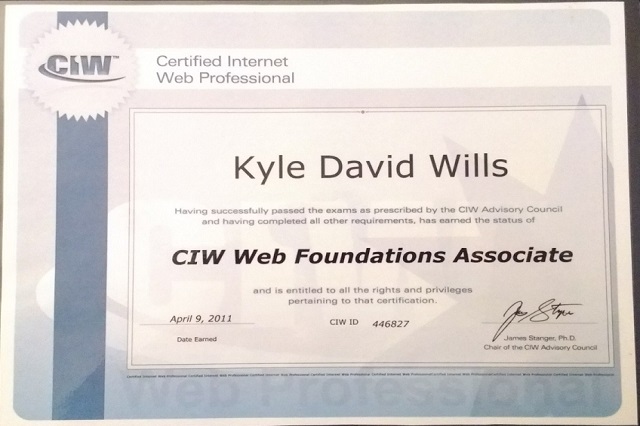 CIW™
Certified Internet
Web Professional
Kyle David Wills
Having successfully passed the exams as prescribed by the CIW Advisory Council
and having completed all other requirements, has earned the status of
CIW Web Foundations Associate
and is entitled to all the rights and privileges
pertaining to that certification.
April 9, 2011
Date Earned
CIW ID 446827
James Stanger, Ph.D.
Chair of the CIW Advisory Council
Web Professional